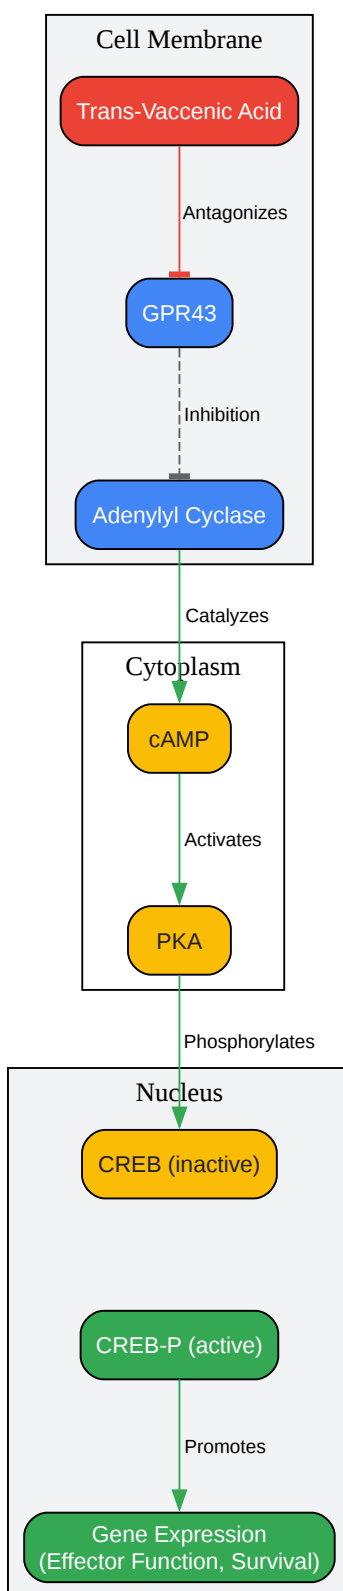 Cell Membrane
Trans-Vaccenic Acid
Antagonizes
GPR43
Inhibition
Adenylyl Cyclase
Catalyzes
Cytoplasm
cAMP
Activates
PKA
Phosphorylates
Nucleus
CREB (inactive)
CREB-P (active)
Promotes
Gene Expression
(Effector Function, Survival)